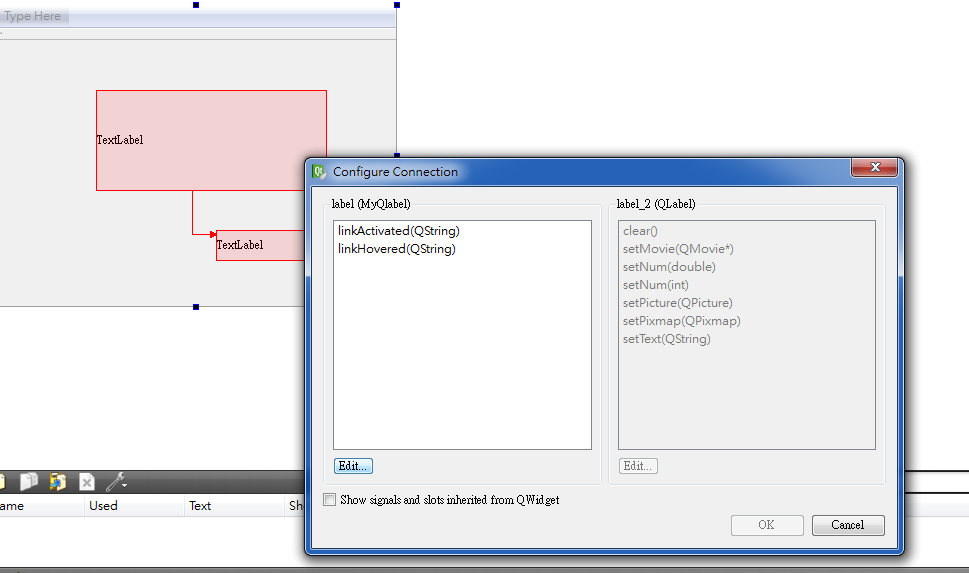 Type Here
TextLabel
TextLabel
Configure Connection
label (MyQlabel)
linkActivated(QString)
linkHovered(QString)
Edit...
label_2 (QLabel)
clear()
setMovie(QMovie*)
setNum(double)
setNum(int)
setPicture(QPicture)
setPixmap(QPixmap)
setText(QString)
Edit...
Show signals and slots inherited from QWidget
OK
Cancel
ame Used Text Sh